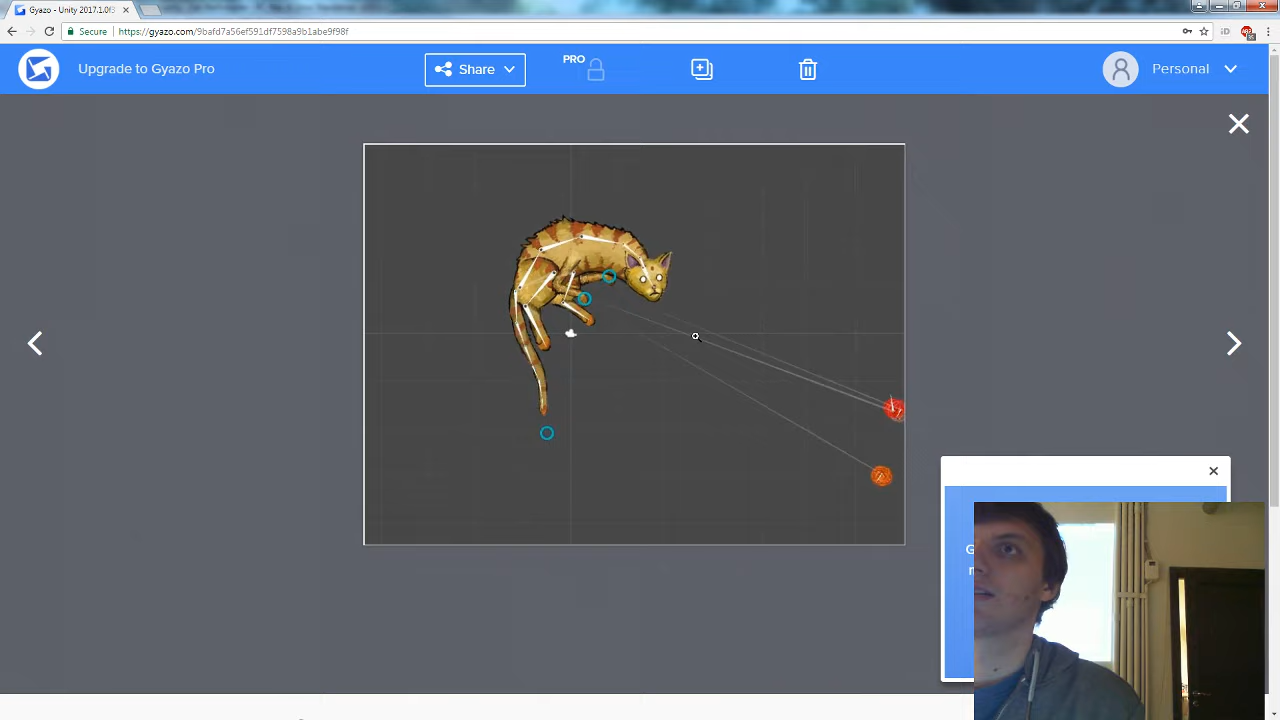 Gyazo - Unity 2017.1.0f3
Secure https://gyazo.com/9bafd7a56ef591df7598a9b1abe9f98f
Upgrade to Gyazo Pro
Share
PRO
Personal